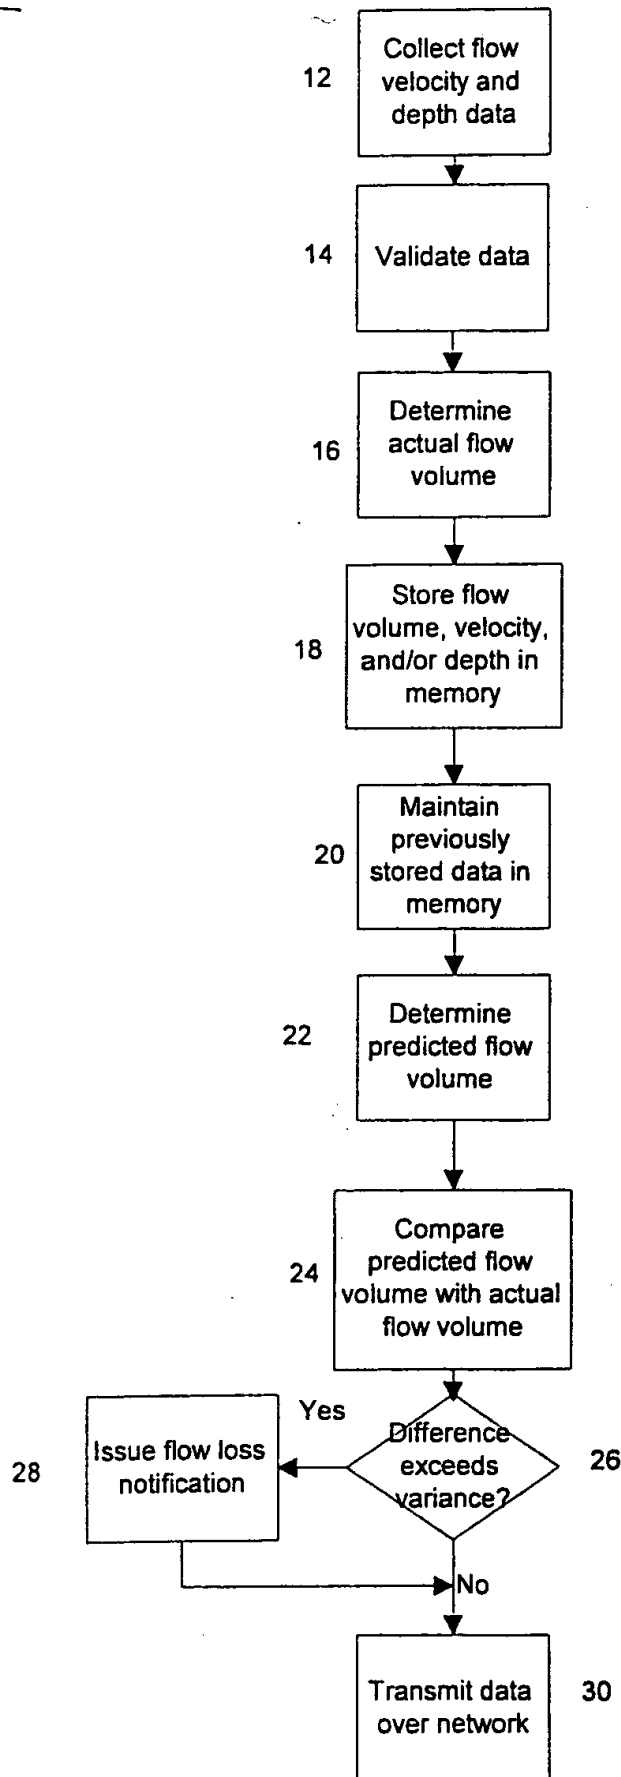 12
Collect flow
velocity and
depth data
14
Validate data
16
Determine
actual flow
volume
18
Store flow
volume, velocity,
and/or depth in
memory
20
Maintain
previously
stored data in
memory
22
Determine
predicted flow
volume
24
Compare
predicted flow
volume with actual
flow volume
Yes
Difference
exceeds
variance?
26
28
Issue flow loss
notification
No
Transmit data
over network
30